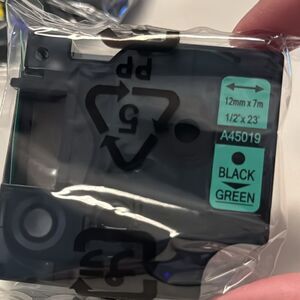 PP
5
12mm x 7m
1/2" x 23'
A45019
BLACK
GREEN